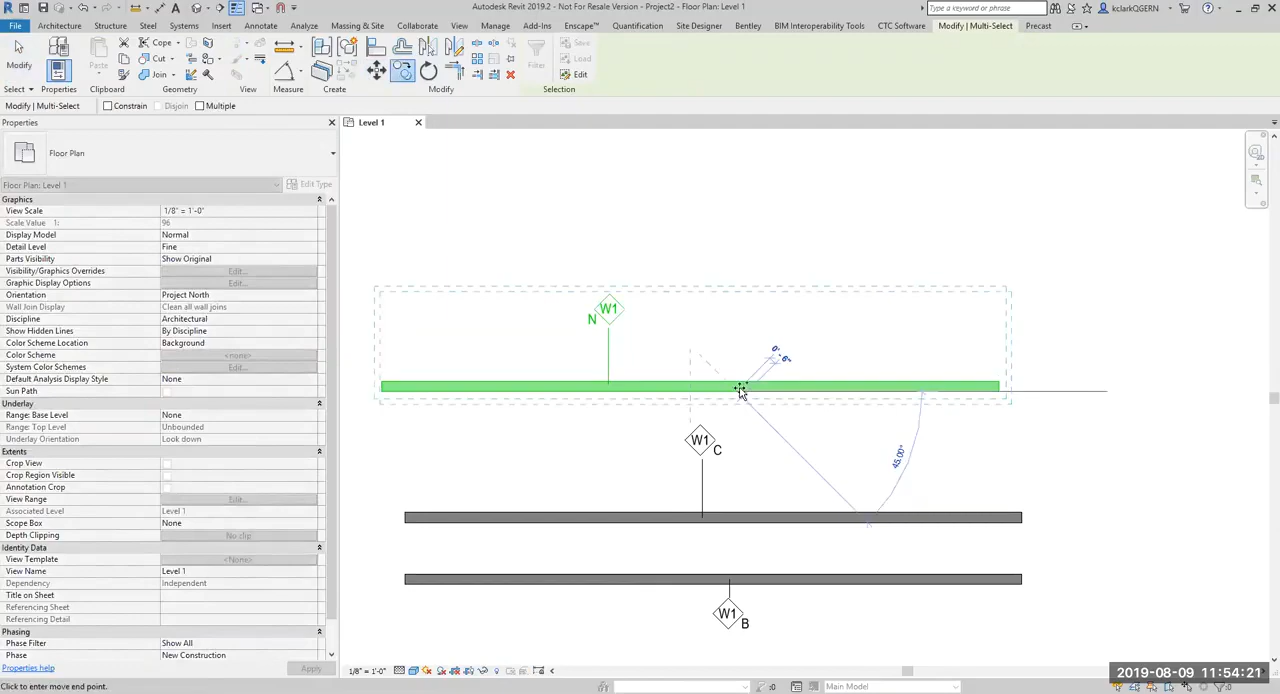 Autodesk Revit 2019.2 - Not For Resale Version - Project2 - Floor Plan: Level 1
Type a keyword or phrase
kclarkQGERN
File Architecture Structure Steel Systems Insert Annotate Analyze Massing & Site Collaborate View Manage Add-Ins Enscape™ Quantification Site Designer Bentley BIM Interoperability Tools CTC Software Modify | Multi-Select Precast
Modify Paste Cope Cut Join Filter Save Load Edit
Select Properties Clipboard Geometry View Measure Create Modify Selection
Modify | Multi-Select Constrain Disjoin Multiple
Properties
Level 1
Floor Plan
Floor Plan: Level 1 Edit Type
Graphics
View Scale 1/8" = 1'-0"
Scale Value 1: 96
Display Model Normal
Detail Level Fine
Parts Visibility Show Original
Visibility/Graphics Overrides Edit...
Graphic Display Options Edit...
Orientation Project North
Wall Join Display Clean all wall joins
Discipline Architectural
Show Hidden Lines By Discipline
Color Scheme Location Background
Color Scheme <none>
System Color Schemes Edit...
Default Analysis Display Style None
Sun Path
Underlay
Range: Base Level None
Range: Top Level Unbounded
Underlay Orientation Look down
Extents
Crop View
Crop Region Visible
Annotation Crop
View Range Edit...
Associated Level Level 1
Scope Box None
Depth Clipping No clip
Identity Data
View Template <None>
View Name Level 1
Dependency Independent
Title on Sheet
Referencing Sheet
Referencing Detail
Phasing
Phase Filter Show All
Phase New Construction
Properties help Apply
W1
N
0' - 6"
45.00°
W1
C
W1
B
1/8" = 1'-0"
2019-08-09 11:54:21
Click to enter move end point.
:0
Main Model
:0